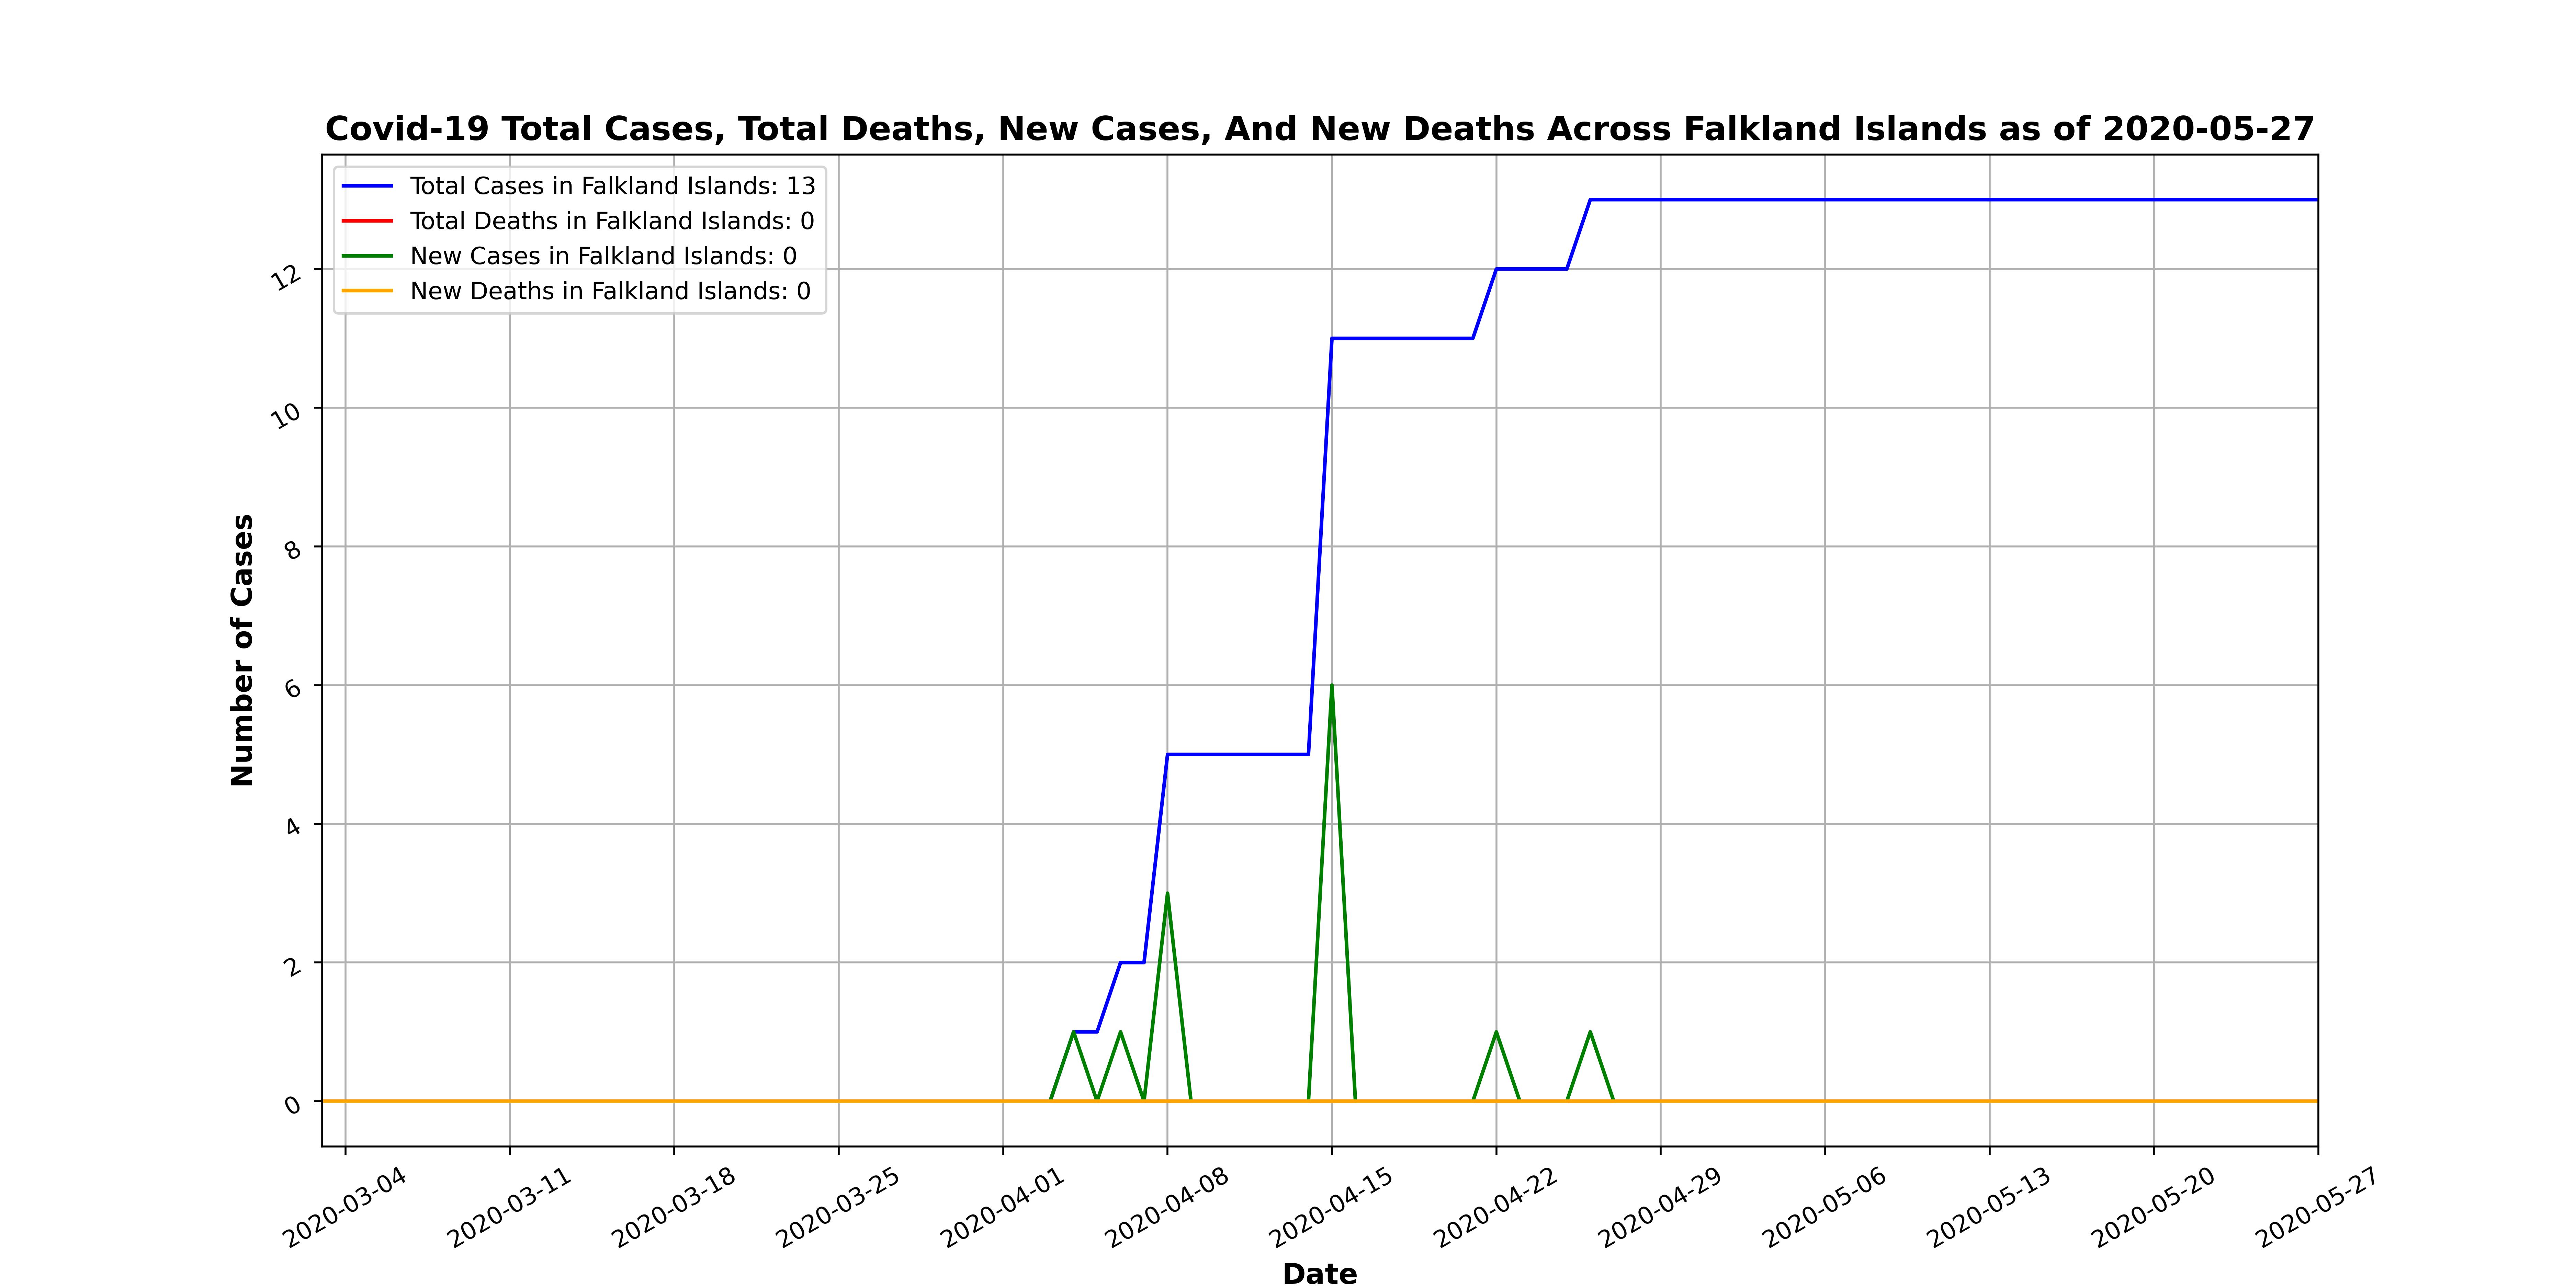 Covid-19 Total Cases, Total Deaths, New Cases, And New Deaths Across Falkland Islands as of 2020-05-27
Total Cases in Falkland Islands: 13
Total Deaths in Falkland Islands: 0
New Cases in Falkland Islands: 0
New Deaths in Falkland Islands: 0
12
10
8
6
4
2
0
Number of Cases
2020-03-04
2020-03-11
2020-03-18
2020-03-25
2020-04-01
2020-04-08
2020-04-15
2020-04-22
2020-04-29
2020-05-06
2020-05-13
2020-05-20
2020-05-27
Date